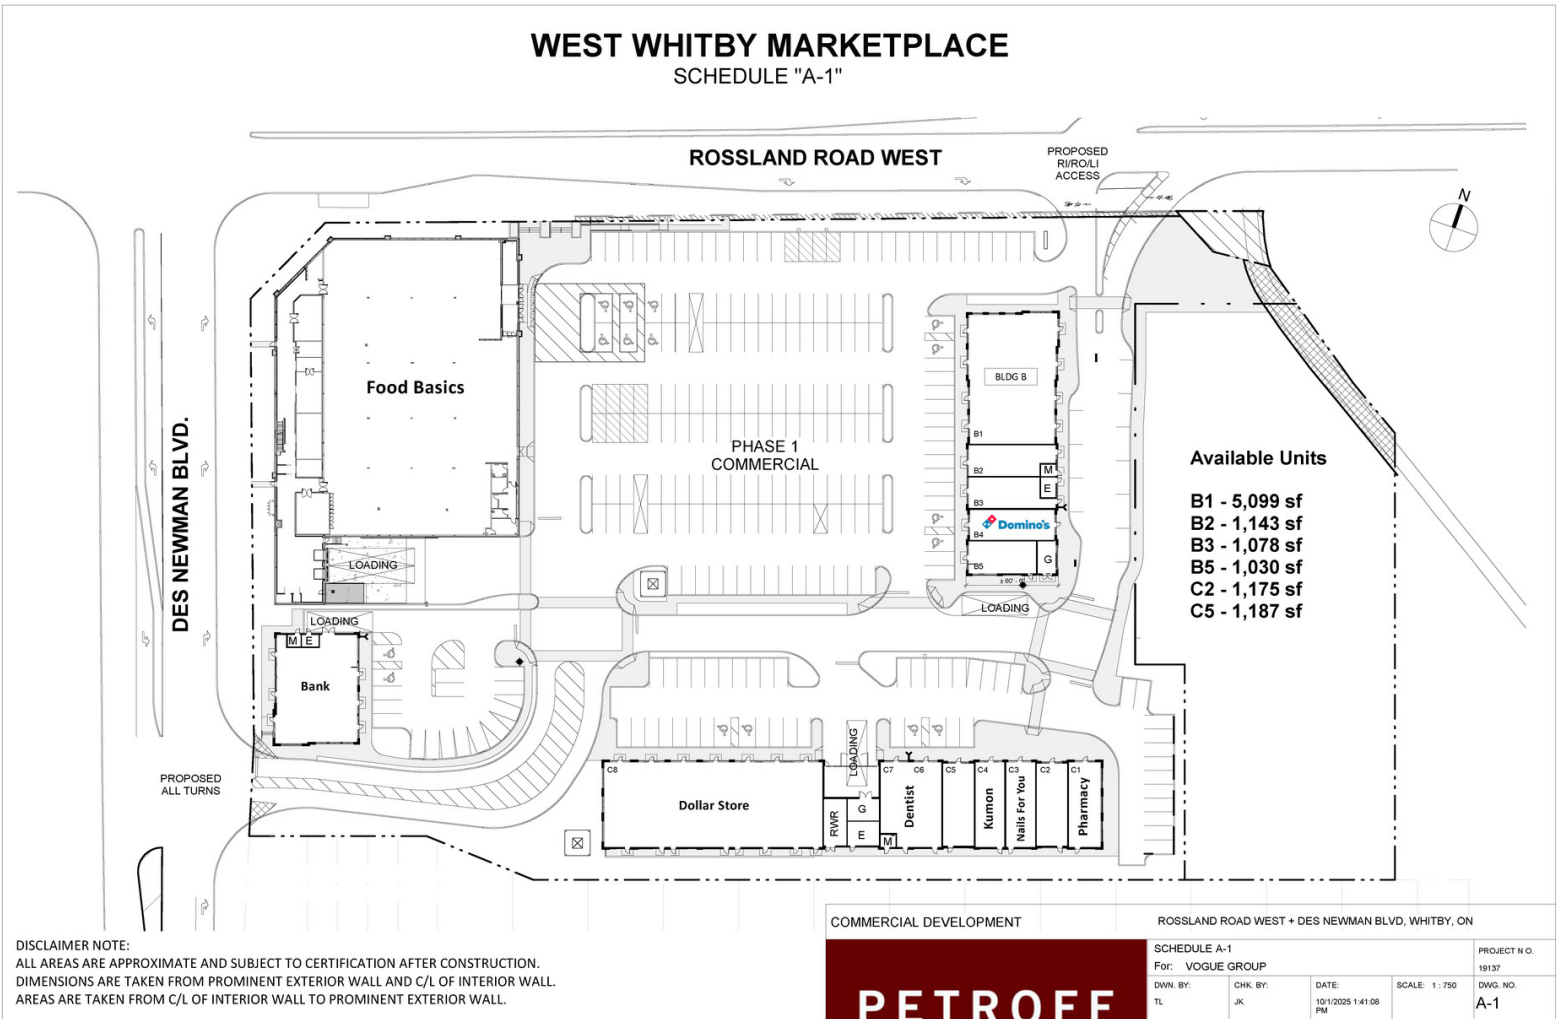 WEST WHITBY MARKETPLACE
SCHEDULE "A-1"
ROSSLAND ROAD WEST
PROPOSED
RI/RO/LI
ACCESS
N
DES NEWMAN BLVD.
Food Basics
PHASE 1
COMMERCIAL
BLDG B
B1
B2
M
E
B3
Domino's
B4
B5
G
± 60' - 6"
LOADING
LOADING
LOADING
M E
Bank
PROPOSED
ALL TURNS
LOADING
C8
Dollar Store
RWR
G
E
C7
C6
Dentist
M
C5
C4
Kumon
C3
Nails For You
C2
C1
Pharmacy
Available Units
B1 - 5,099 sf
B2 - 1,143 sf
B3 - 1,078 sf
B5 - 1,030 sf
C2 - 1,175 sf
C5 - 1,187 sf
DISCLAIMER NOTE:
ALL AREAS ARE APPROXIMATE AND SUBJECT TO CERTIFICATION AFTER CONSTRUCTION.
DIMENSIONS ARE TAKEN FROM PROMINENT EXTERIOR WALL AND C/L OF INTERIOR WALL.
AREAS ARE TAKEN FROM C/L OF INTERIOR WALL TO PROMINENT EXTERIOR WALL.
COMMERCIAL DEVELOPMENT
ROSSLAND ROAD WEST + DES NEWMAN BLVD, WHITBY, ON
PETROFF
SCHEDULE A-1
For: VOGUE GROUP
PROJECT N O.
19137
DWN. BY:
TL
CHK. BY:
JK
DATE:
10/1/2025 1:41:08
PM
SCALE: 1 : 750
DWG. NO.
A-1